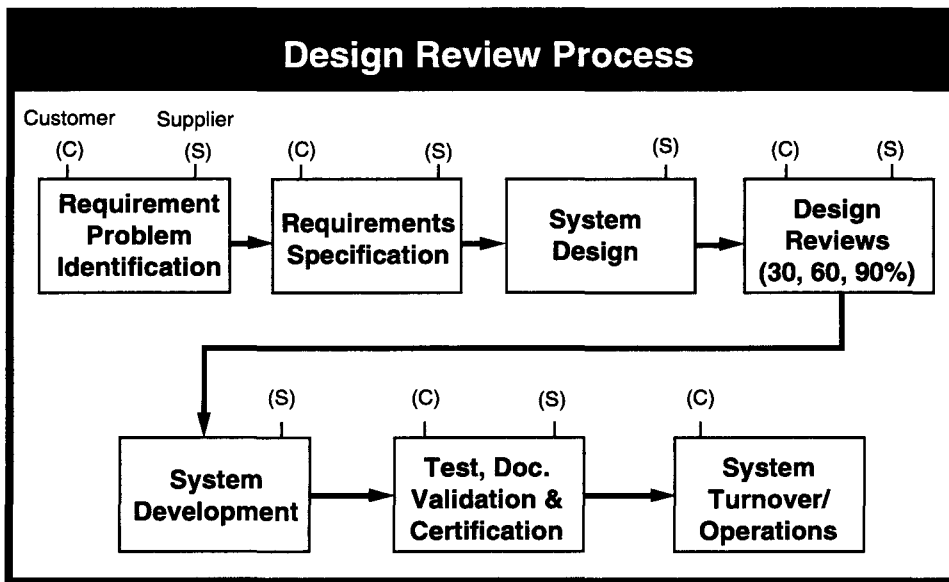 Design Review Process
Customer Supplier
(C) (S) (C) (S) (S) (C) (S)
Requirement
Problem
Identification
Requirements
Specification
System
Design
Design
Reviews
(30, 60, 90%)
(S) (C) (S) (C)
System
Development
Test, Doc.
Validation &
Certification
System
Turnover/
Operations